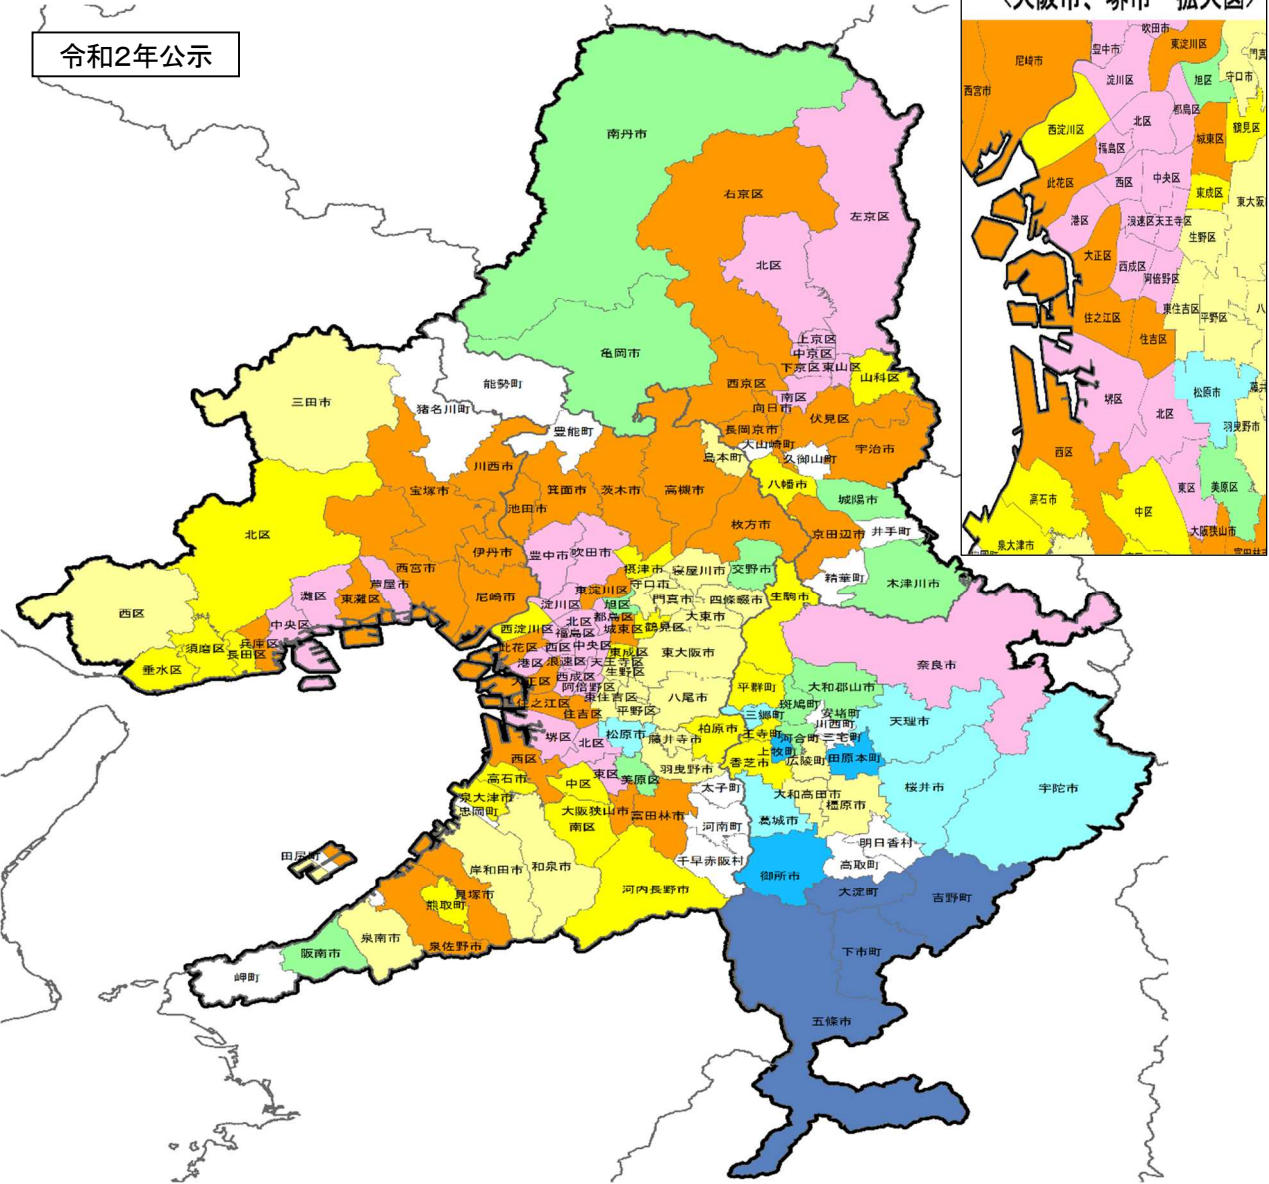 令和2年公示
〈大阪市、堺市 拡大図〉
南丹市
右京区
左京区
北区
上京区
中京区
下京区
東山区
亀岡市
山科区
能勢町
西京区
南区
三田市
猪名川町
向日市
伏見区
豊能町
長岡京市
大山崎町
宇治市
島本町
久御山町
川西市
宝塚市
箕面市
茨木市
高槻市
八幡市
城陽市
池田市
枚方市
京田辺市
井手町
北区
伊丹市
豊中市
吹田市
西宮市
摂津市
寝屋川市
交野市
精華町
木津川市
芦屋市
守口市
灘区
東灘区
尼崎市
東淀川区
門真市
四條畷市
生駒市
西区
淀川区
旭区
大東市
中央区
北区
都島区
西淀川区
福島区
城東区
鶴見区
兵庫区
此花区
西区
中央区
須磨区
長田区
東成区
東大阪市
垂水区
港区
浪速区
天王寺区
奈良市
生野区
大正区
西成区
阿倍野区
平群町
大和郡山市
東住吉区
八尾市
住之江区
住吉区
平野区
斑鳩町
安堵町
三郷町
天理市
川西町
柏原市
王寺町
河合町
三宅町
堺区
北区
松原市
藤井寺市
上牧町
西区
香芝市
広陵町
田原本町
東区
羽曳野市
高石市
中区
美原区
太子町
桜井市
宇陀市
泉大津市
大和高田市
忠岡町
大阪狭山市
富田林市
橿原市
南区
葛城市
河南町
明日香村
田尻町
岸和田市
和泉市
千早赤阪村
高取町
御所市
河内長野市
大淀町
吉野町
貝塚市
熊取町
泉南市
泉佐野市
阪南市
下市町
岬町
五條市
吹田市
豊中市
東淀川区
門真
尼崎市
淀川区
旭区
守口市
西宮市
都島区
北区
西淀川区
城東区
鶴見区
福島区
此花区
西区
中央区
東成区
東大阪
港区
浪速区
天王寺区
生野区
大正区
西成区
阿倍野区
住之江区
東住吉区
平野区
八
住吉区
松原市
藤井
堺区
北区
羽曳野市
西区
高石市
東区
美原区
中区
大阪狭山市
泉大津市